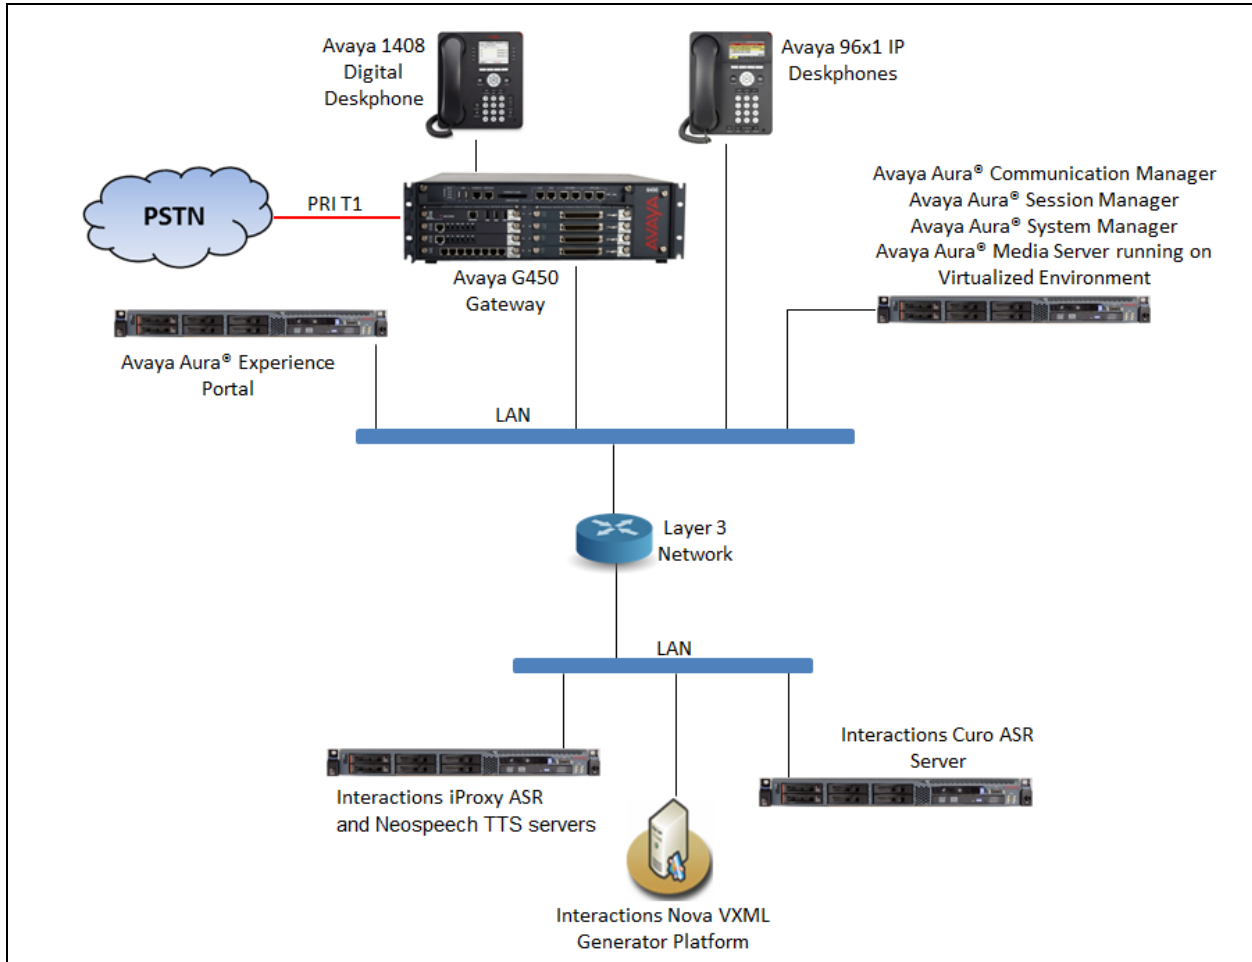 Avaya 1408
Digital
Deskphone
Avaya 96x1 IP
Deskphones
PSTN
PRI T1
AVAYA
Avaya G450
Gateway
Avaya Aura® Communication Manager
Avaya Aura® Session Manager
Avaya Aura® System Manager
Avaya Aura® Media Server running on
Virtualized Environment
Avaya Aura® Experience
Portal
LAN
Layer 3
Network
LAN
Interactions iProxy ASR
and Neospeech TTS servers
Interactions Curo ASR
Server
Interactions Nova VXML
Generator Platform